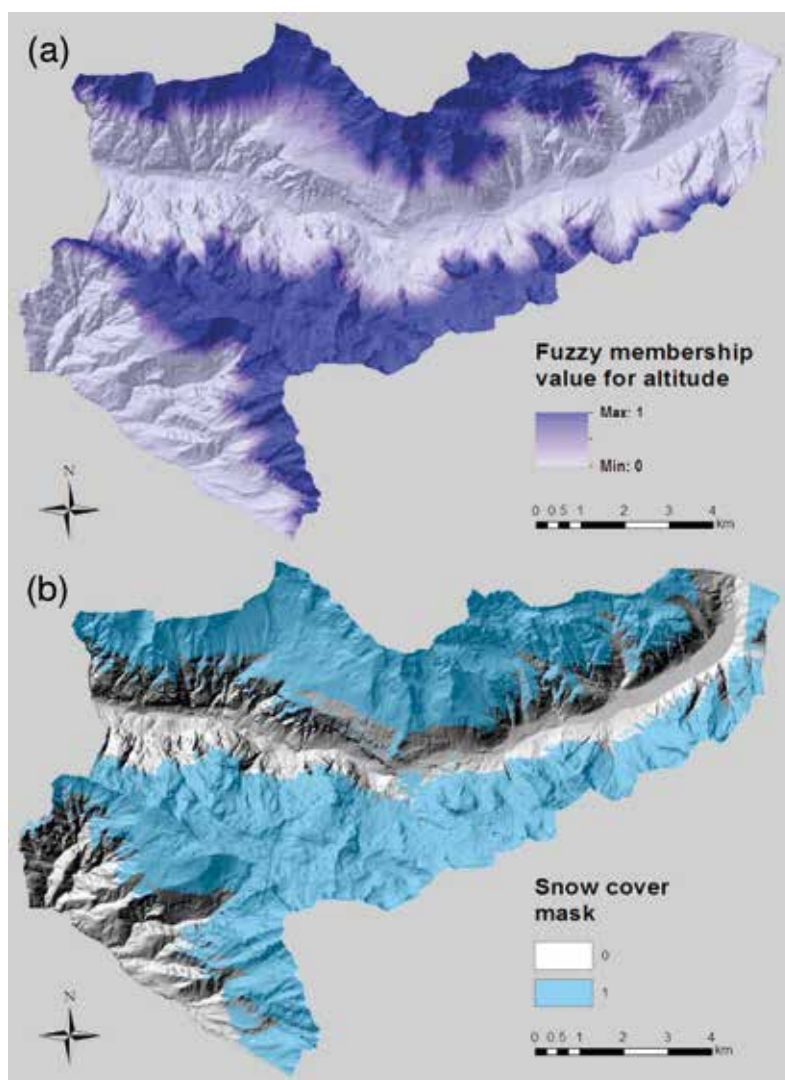 (a)
Fuzzy membership
value for altitude
Max: 1
Min: 0
N
0 0.5 1 2 3 4
km
(b)
Snow cover
mask
0
1
N
0 0.5 1 2 3 4
km